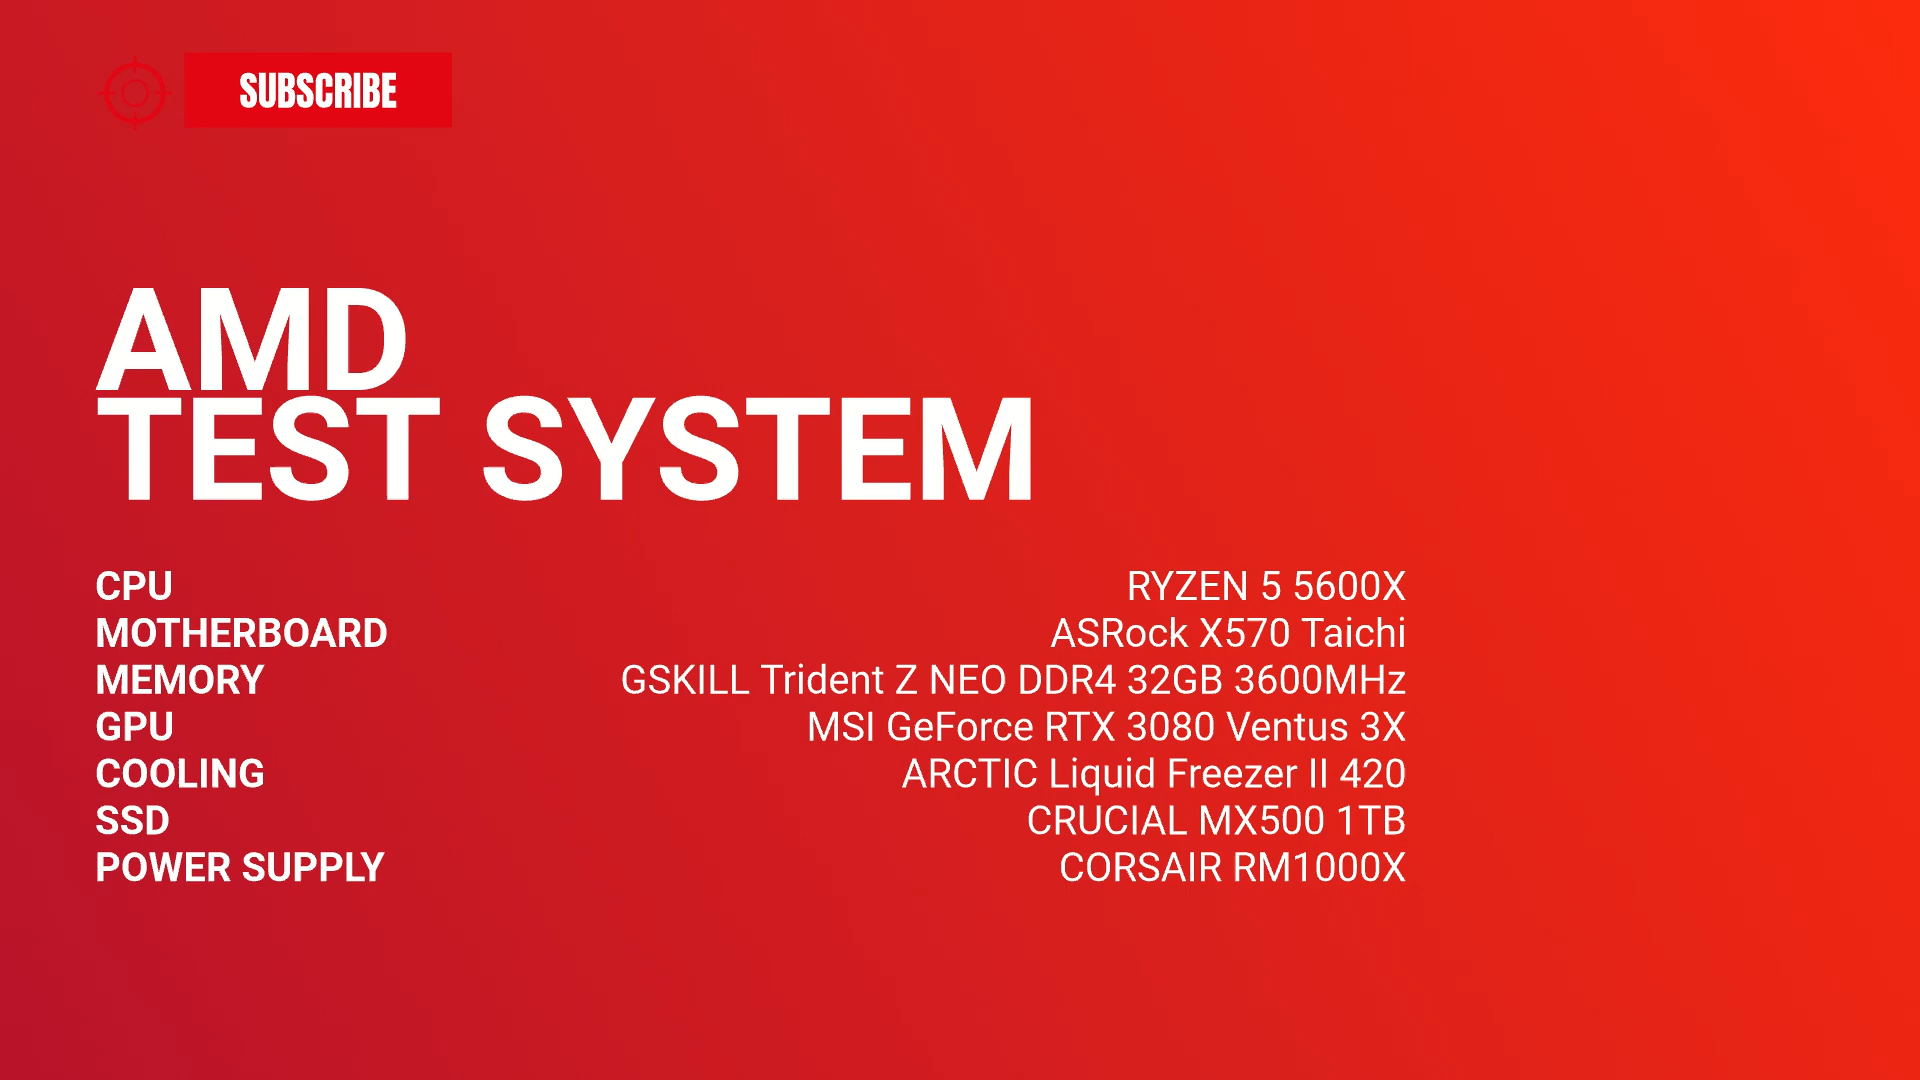 SUBSCRIBE
AMD
TEST SYSTEM
CPU RYZEN 5 5600X
MOTHERBOARD ASRock X570 Taichi
MEMORY GSKILL Trident Z NEO DDR4 32GB 3600MHz
GPU MSI GeForce RTX 3080 Ventus 3X
COOLING ARCTIC Liquid Freezer II 420
SSD CRUCIAL MX500 1TB
POWER SUPPLY CORSAIR RM1000X